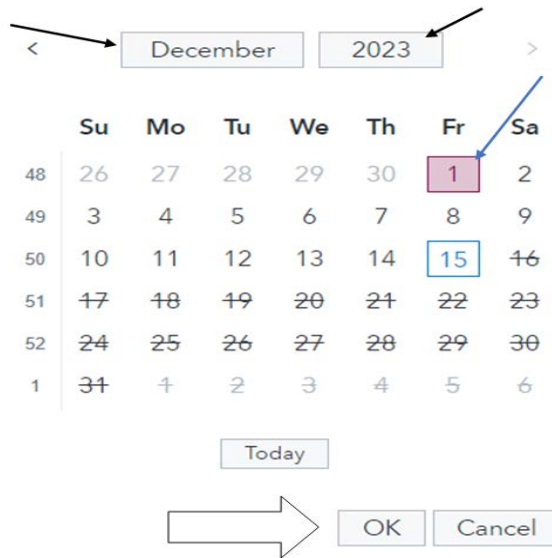 < December 2023 >
Su Mo Tu We Th Fr Sa
48 26 27 28 29 30 1 2
49 3 4 5 6 7 8 9
50 10 11 12 13 14 15 16
51 17 18 19 20 21 22 23
52 24 25 26 27 28 29 30
1 31 1 2 3 4 5 6
Today
OK Cancel